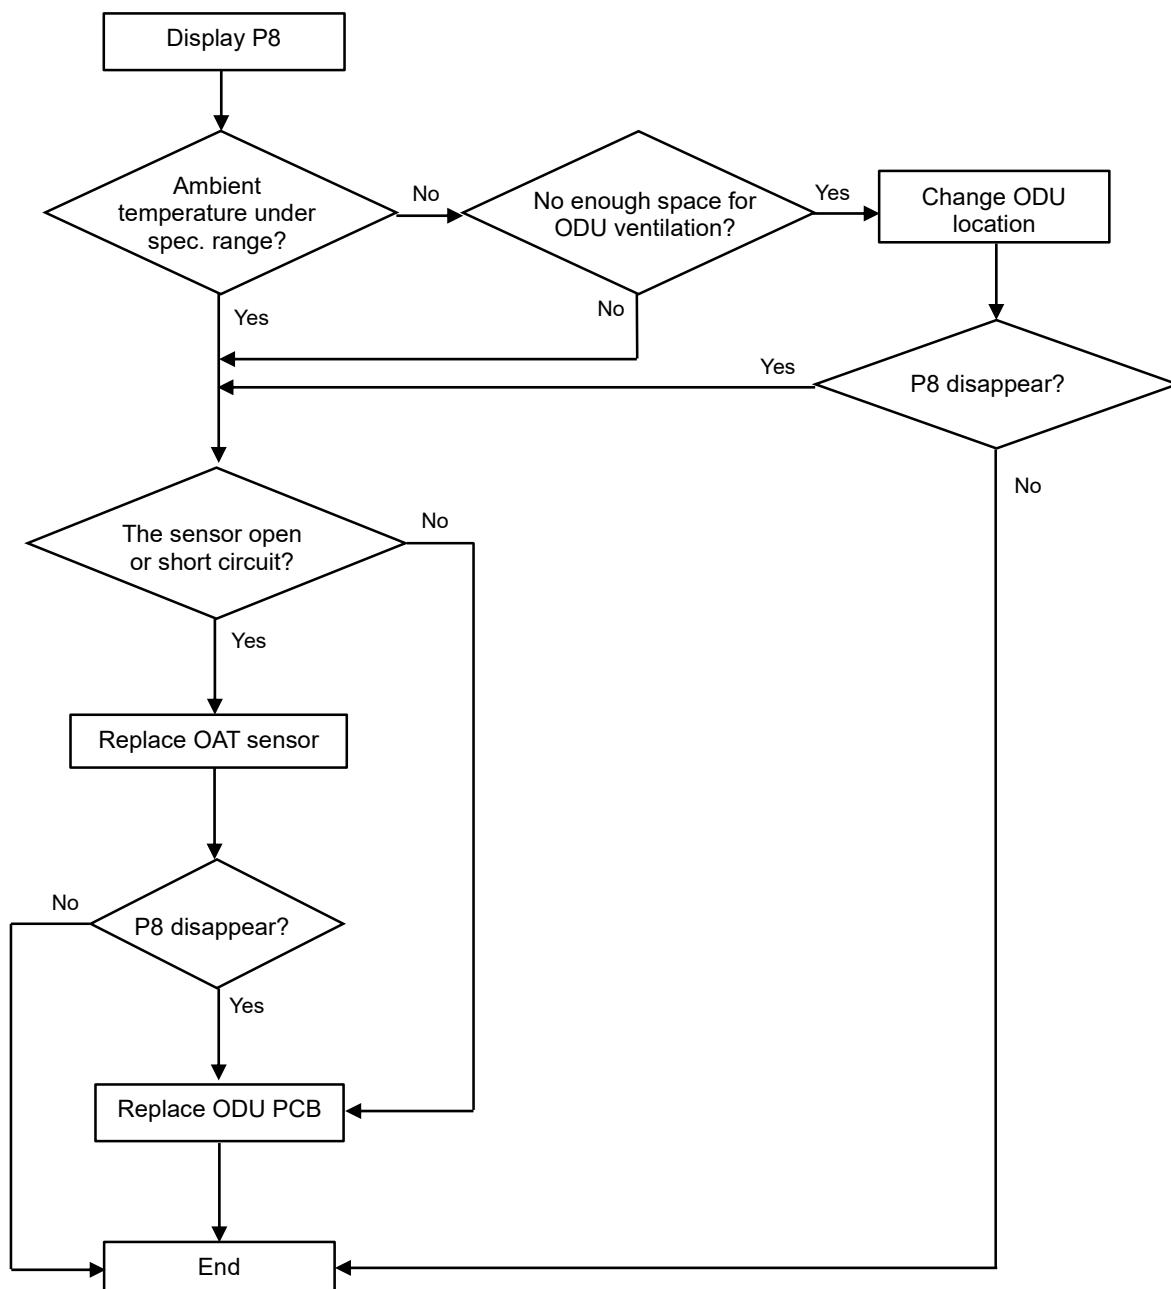 Display P8
Ambient
temperature under
spec. range?
No
No enough space for
ODU ventilation?
Yes
Change ODU
location
Yes
No
Yes
P8 disappear?
No
The sensor open
or short circuit?
No
Yes
Replace OAT sensor
No
P8 disappear?
Yes
Replace ODU PCB
End